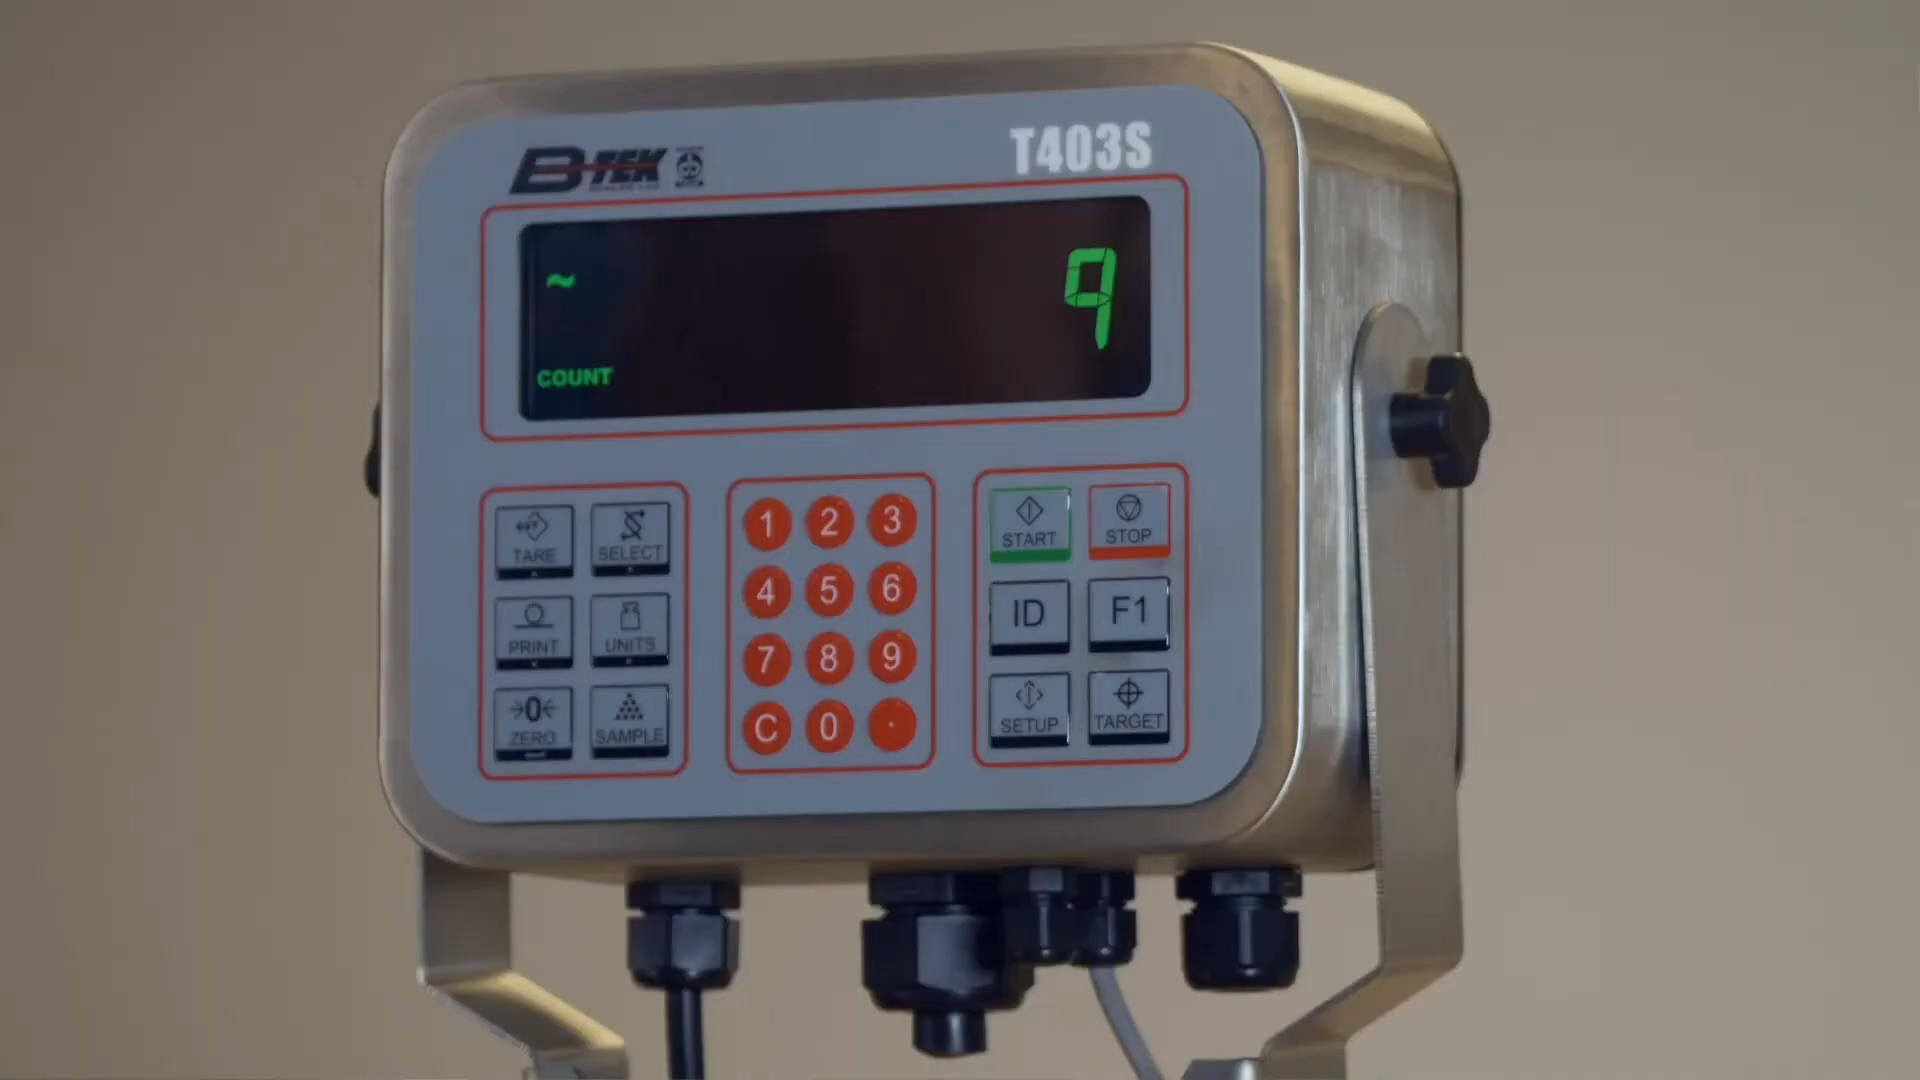 B-TEK
T403S
~ 9
COUNT
TARE SELECT
PRINT UNITS
→0← ZERO SAMPLE
1 2 3
4 5 6
7 8 9
C 0 .
START STOP
ID F1
SETUP TARGET